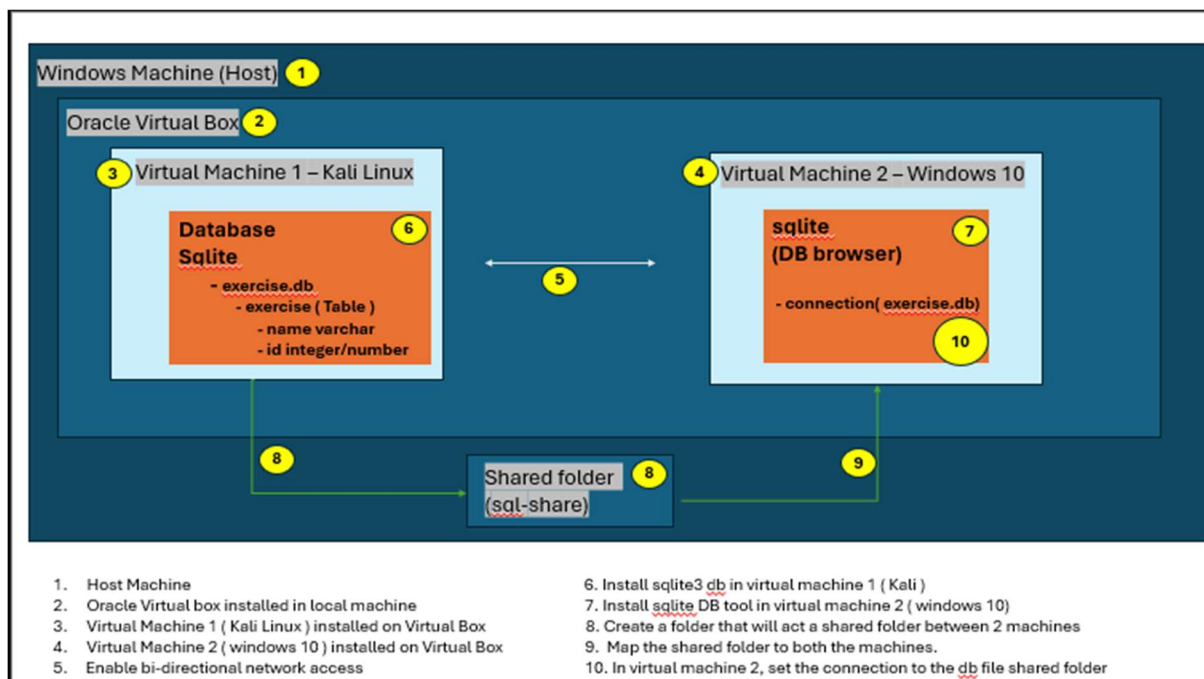 Windows Machine (Host) 1
Oracle Virtual Box 2
3 Virtual Machine 1 – Kali Linux
Database 6
Sqlite
- exercise.db
- exercise ( Table )
- name varchar
- id integer/number
5
4 Virtual Machine 2 – Windows 10
sqlite 7
(DB browser)
- connection( exercise.db)
10
8
Shared folder 8
(sql-share)
9
1. Host Machine
2. Oracle Virtual box installed in local machine
3. Virtual Machine 1 ( Kali Linux ) installed on Virtual Box
4. Virtual Machine 2 ( windows 10 ) installed on Virtual Box
5. Enable bi-directional network access
6. Install sqlite3 db in virtual machine 1 ( Kali )
7. Install sqlite DB tool in virtual machine 2 ( windows 10)
8. Create a folder that will act a shared folder between 2 machines
9. Map the shared folder to both the machines.
10. In virtual machine 2, set the connection to the db file shared folder